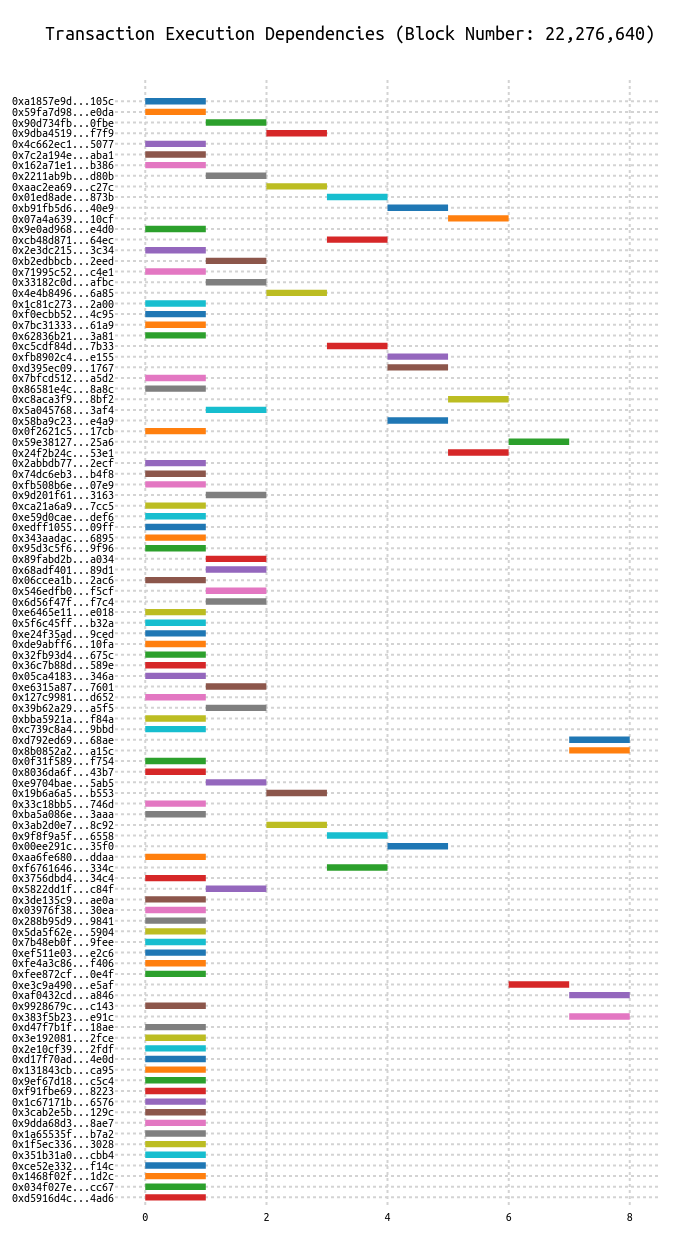 Transaction Execution Dependencies (Block Number: 22,276,640)
0xa1857e9d...105c
0x59fa7d98...e0da
0x90d734fb...0fbe
0x9dba4519...f7f9
0x4c662ec1...5077
0x7c2a194e...aba1
0x162a71e1...b386
0x2211ab9b...d80b
0xaac2ea69...c27c
0x01ed8ade...873b
0xb91fb5d6...40e9
0x07a4a639...10cf
0x9e0ad968...e4d0
0xcb48d871...64ec
0x2e3dc215...3c34
0xb2edbbcb...2eed
0x71995c52...c4e1
0x33182c0d...afbc
0x4e4b8496...6a85
0x1c81c273...2a00
0xf0ecbb52...4c95
0x7bc31333...61a9
0x62836b21...3a81
0xc5cdf84d...7b33
0xfb8902c4...e155
0xd395ec09...1767
0x7bfcd512...a5d2
0x86581e4c...8a8c
0xc8aca3f9...8bf2
0x5a045768...3af4
0x58ba9c23...e4a9
0x0f2621c5...17cb
0x59e38127...25a6
0x24f2b24c...53e1
0x2abbdb77...2ecf
0x74dc6eb3...b4f8
0xfb508b6e...07e9
0x9d201f61...3163
0xca21a6a9...7cc5
0xe59d0cae...def6
0xedff1055...09ff
0x343aadac...6895
0x95d3c5f6...9f96
0x89fabd2b...a034
0x68adf401...89d1
0x06ccea1b...2ac6
0x546edfb0...f5cf
0x6d56f47f...f7c4
0xe6465e11...e018
0x5f6c45ff...b32a
0xe24f35ad...9ced
0xde9abff6...10fa
0x32fb93d4...675c
0x36c7b88d...589e
0x05ca4183...346a
0xe6315a87...7601
0x127c9981...d652
0x39b62a29...a5f5
0xbba5921a...f84a
0xc739c8a4...9bbd
0xd792ed69...68ae
0x8b0852a2...a15c
0x0f31f589...f754
0x8036da6f...43b7
0xe9704bae...5ab5
0x19b6a6a5...b553
0x33c18bb5...746d
0xba5a086e...3aaa
0x3ab2d0e7...8c92
0x9f8f9a5f...6558
0x00ee291c...35f0
0xaa6fe680...ddaa
0xf6761646...334c
0x3756dbd4...34c4
0x5822dd1f...c84f
0x3de135c9...ae0a
0x03976f38...30ea
0x288b95d9...9841
0x5da5f62e...5904
0x7b48eb0f...9fee
0xef511e03...e2c6
0xfe4a3c86...f406
0xfee872cf...0e4f
0xe3c9a490...e5af
0xaf0432cd...a846
0x9928679c...c143
0x383f5b23...e91c
0xd47f7b1f...18ae
0x3e192081...2fce
0x2e10cf39...2fdf
0xd17f70ad...4e0d
0x131843cb...ca95
0x9ef67d18...c5c4
0xf91fbe69...8223
0x1c67171b...6576
0x3cab2e5b...129c
0x9dda68d3...8ae7
0x1a65535f...b7a2
0x1f5ec336...3028
0x351b31a0...cbb4
0xce52e332...f14c
0x1468f02f...1d2c
0x034f027e...cc67
0xd5916d4c...4ad6
0 2 4 6 8